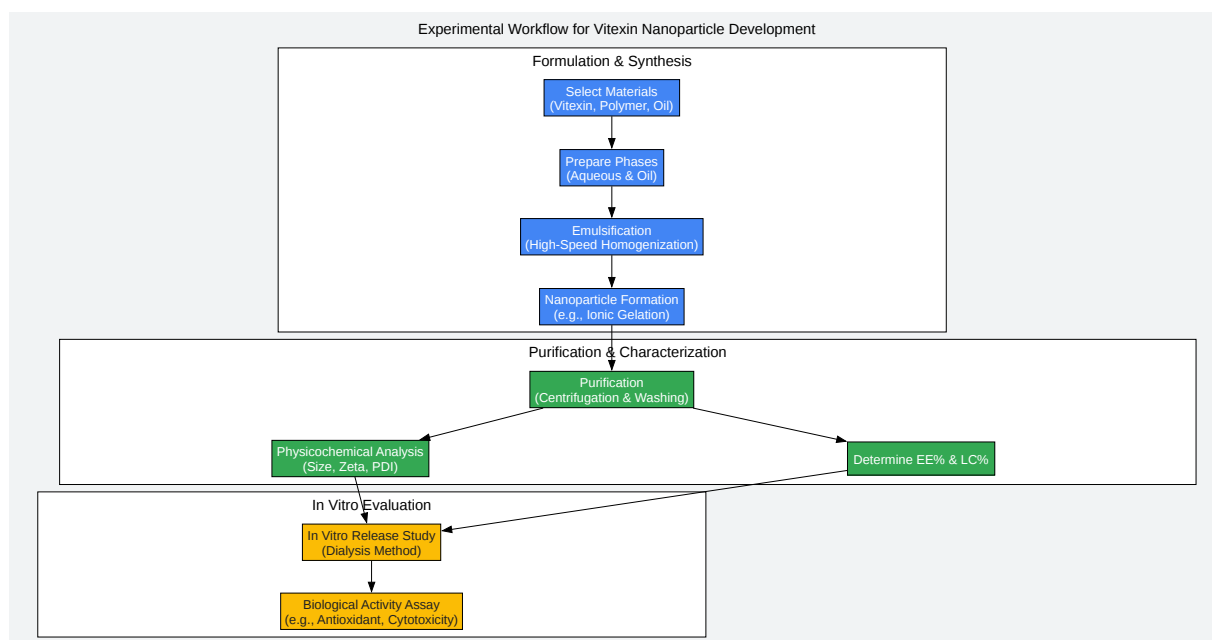 Experimental Workflow for Vitexin Nanoparticle Development
Formulation & Synthesis
Select Materials
(Vitexin, Polymer, Oil)
Prepare Phases
(Aqueous & Oil)
Emulsification
(High-Speed Homogenization)
Nanoparticle Formation
(e.g., Ionic Gelation)
Purification & Characterization
Purification
(Centrifugation & Washing)
Physicochemical Analysis
(Size, Zeta, PDI)
Determine EE% & LC%
In Vitro Evaluation
In Vitro Release Study
(Dialysis Method)
Biological Activity Assay
(e.g., Antioxidant, Cytotoxicity)